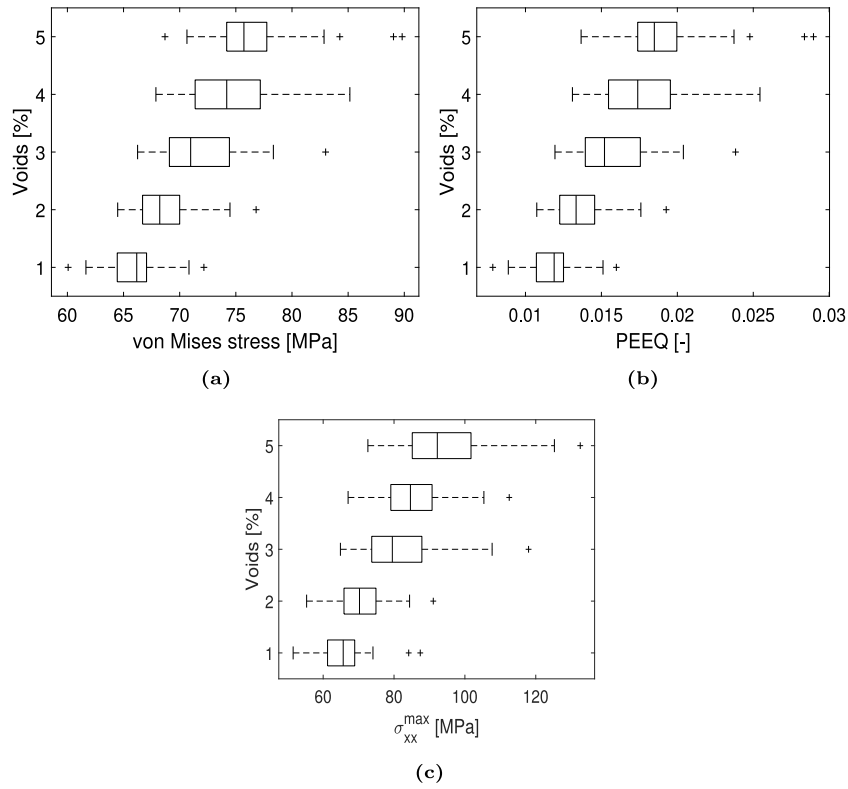 5
4
3
2
1
Voids [%]
60 65 70 75 80 85 90
von Mises stress [MPa]
(a)
5
4
3
2
1
Voids [%]
0.01 0.015 0.02 0.025 0.03
PEEQ [-]
(b)
5
4
3
2
1
Voids [%]
60 80 100 120
σ_xx^max [MPa]
(c)